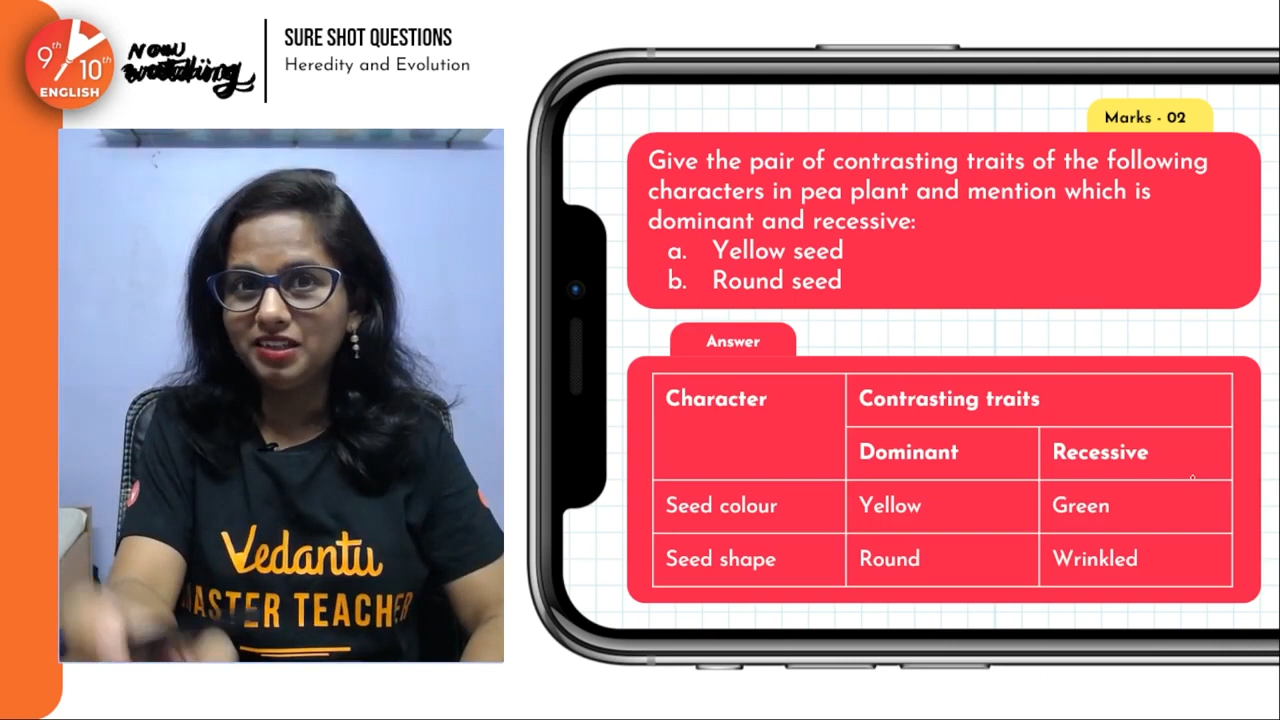 9th
10th
ENGLISH
Now
SURE SHOT QUESTIONS
Heredity and Evolution
Vedantu
MASTER TEACHER
Marks - 02
Give the pair of contrasting traits of the following
characters in pea plant and mention which is
dominant and recessive:
a. Yellow seed
b. Round seed
Answer
Character
Contrasting traits
Dominant Recessive
Seed colour Yellow Green
Seed shape Round Wrinkled